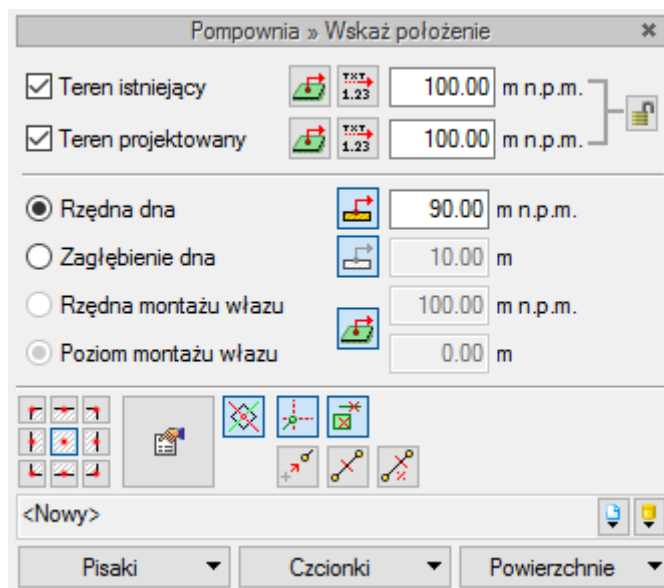 Pompownia » Wskaż położenie
Teren istniejący TXT 1.23 100.00 m n.p.m.
Teren projektowany TXT 1.23 100.00 m n.p.m.
Rzędna dna 90.00 m n.p.m.
Zagłębienie dna 10.00 m
Rzędna montażu włazu 100.00 m n.p.m.
Poziom montażu włazu 0.00 m
<Nowy>
Pisaki Czcionki Powierzchnie